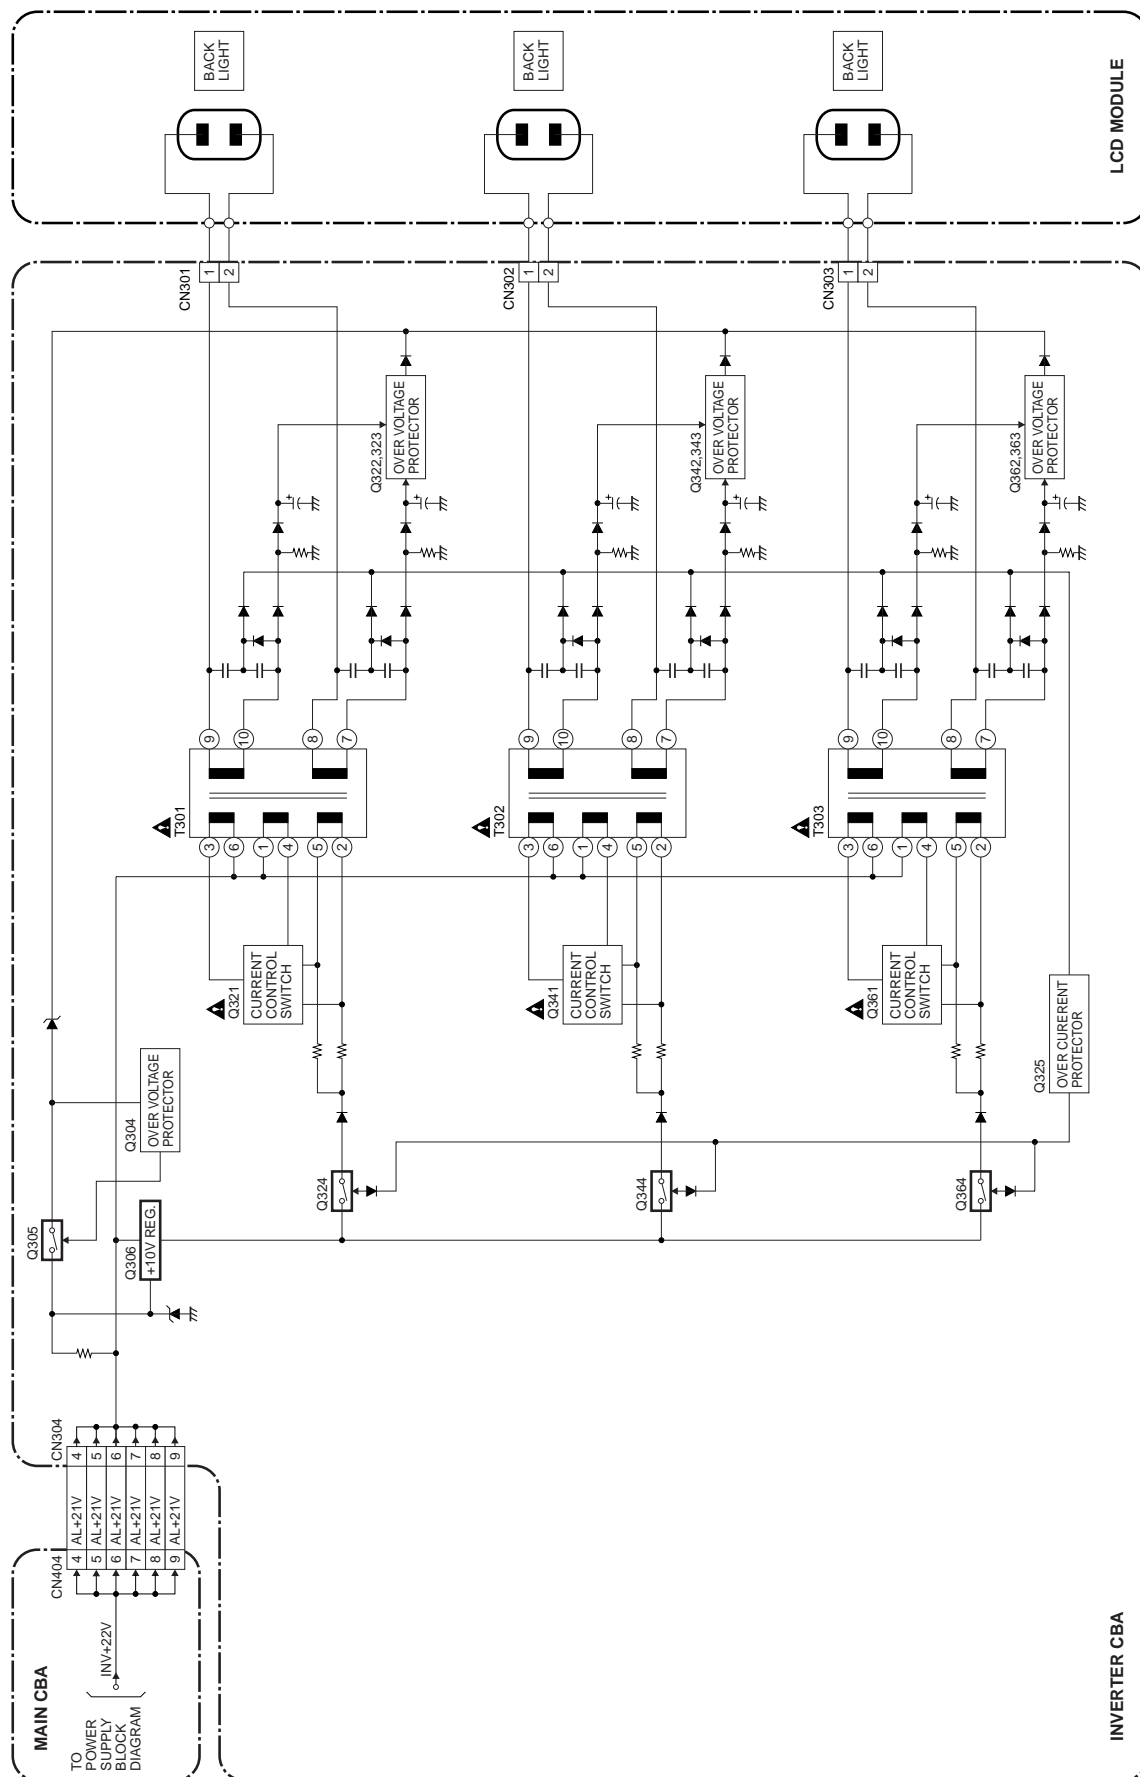 MAIN CBA
TO
POWER
SUPPLY
BLOCK
DIAGRAM
INV+22V
CN404
4
5
6
7
8
9
AL+21V
AL+21V
AL+21V
AL+21V
AL+21V
AL+21V
CN304
4
5
6
7
8
9
INVERTER CBA
Q305
Q306
+10V REG.
Q304
OVER VOLTAGE
PROTECTOR
Q324
Q344
Q364
Q325
OVER CURERENT
PROTECTOR
Q321
CURRENT
CONTROL
SWITCH
Q341
CURRENT
CONTROL
SWITCH
Q361
CURRENT
CONTROL
SWITCH
T301
3
6
1
4
5
2
9
10
8
7
T302
3
6
1
4
5
2
9
10
8
7
T303
3
6
1
4
5
2
9
10
8
7
+
+
+
+
+
+
Q322,323
OVER VOLTAGE
PROTECTOR
Q342,343
OVER VOLTAGE
PROTECTOR
Q362,363
OVER VOLTAGE
PROTECTOR
CN301
1
2
CN302
1
2
CN303
1
2
BACK
LIGHT
BACK
LIGHT
BACK
LIGHT
LCD MODULE